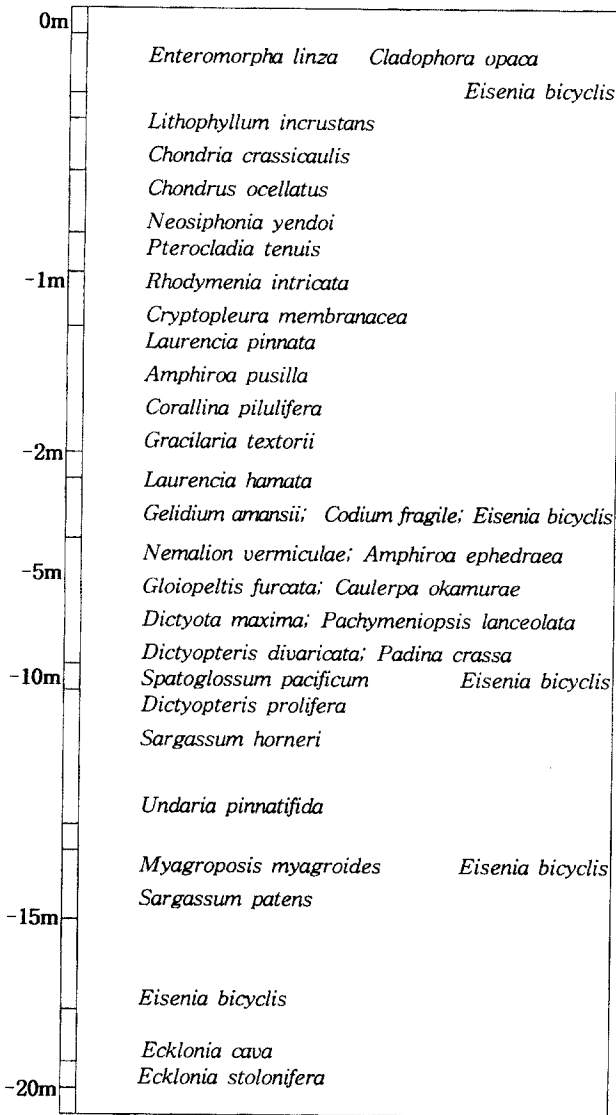 0m
Enteromorpha linza Cladophora opaca
Eisenia bicyclis
Lithophyllum incrustans
Chondria crassicaulis
Chondrus ocellatus
Neosiphonia yendoi
Pterocladia tenuis
-1m
Rhodymenia intricata
Cryptopleura membranacea
Laurencia pinnata
Amphiroa pusilla
Corallina pilulifera
-2m
Gracilaria textorii
Laurencia hamata
Gelidium amansii; Codium fragile; Eisenia bicyclis
Nemalion vermiculae; Amphiroa ephedraea
-5m
Gloiopeltis furcata; Caulerpa okamurae
Dictyota maxima; Pachymeniopsis lanceolata
Dictyopteris divaricata; Padina crassa
-10m
Spatoglossum pacificum Eisenia bicyclis
Dictyopteris prolifera
Sargassum horneri
Undaria pinnatifida
Myagroposis myagroides Eisenia bicyclis
Sargassum patens
-15m
Eisenia bicyclis
Ecklonia cava
Ecklonia stolonifera
-20m